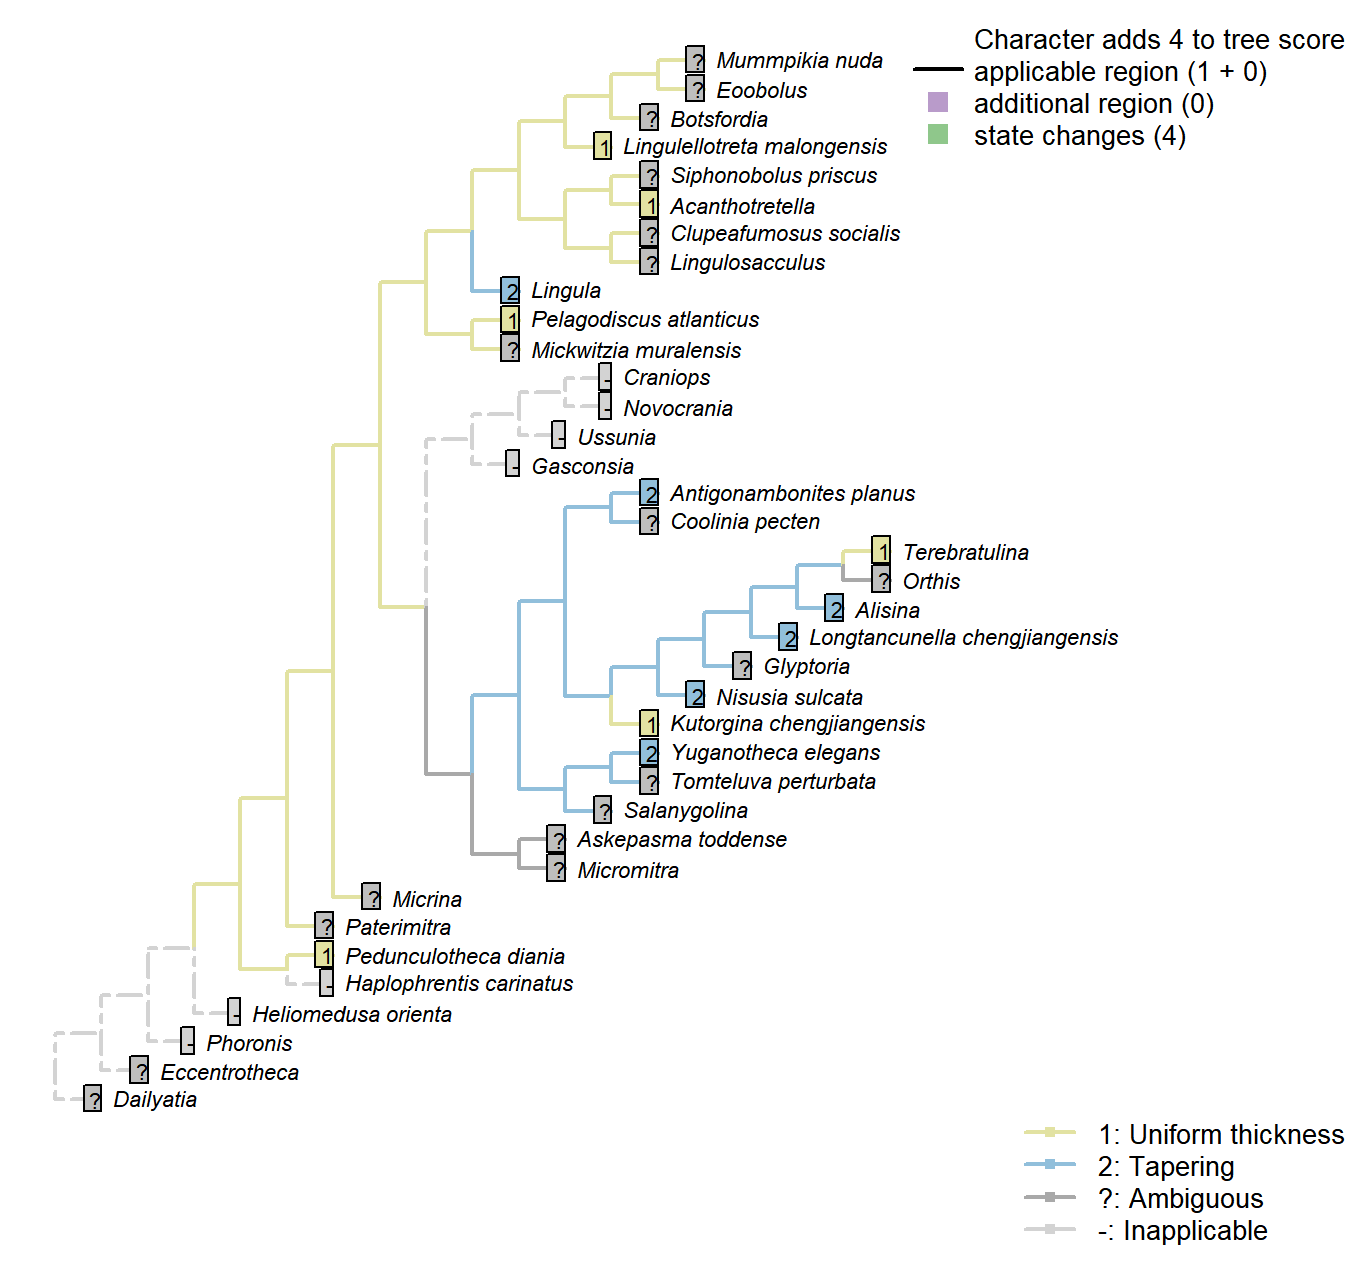 Character adds 4 to tree score
applicable region (1 + 0)
additional region (0)
state changes (4)
? Mummpikia nuda
? Eoobolus
? Botsfordia
1 Lingulellotreta malongensis
? Siphonobolus priscus
1 Acanthotretella
? Clupeafumosus socialis
? Lingulosacculus
2 Lingula
1 Pelagodiscus atlanticus
? Mickwitzia muralensis
- Craniops
- Novocrania
- Ussunia
- Gasconsia
2 Antigonambonites planus
? Coolinia pecten
1 Terebratulina
? Orthis
2 Alisina
2 Longtancunella chengjiangensis
? Glyptoria
2 Nisusia sulcata
1 Kutorgina chengjiangensis
2 Yuganotheca elegans
? Tomteluva perturbata
? Salanygolina
? Askepasma toddense
? Micromitra
? Micrina
? Paterimitra
1 Pedunculotheca diania
- Haplophrentis carinatus
- Heliomedusa orienta
- Phoronis
? Eccentrotheca
? Dailyatia
1: Uniform thickness
2: Tapering
?: Ambiguous
-: Inapplicable